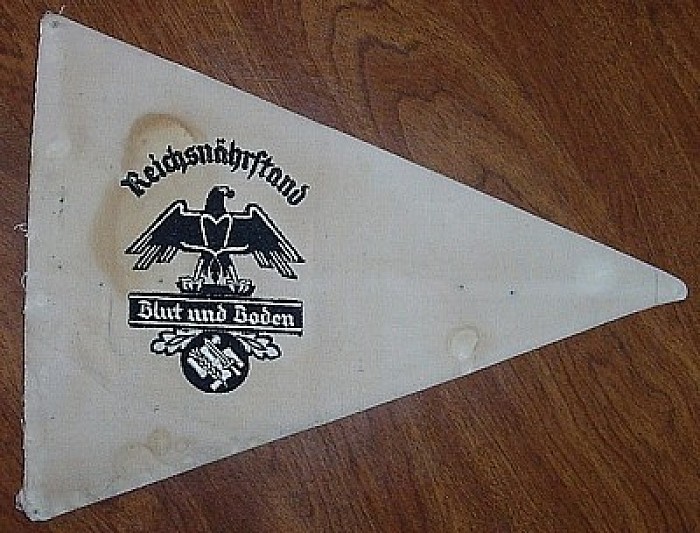 Reichsnährstand
Blut und Boden